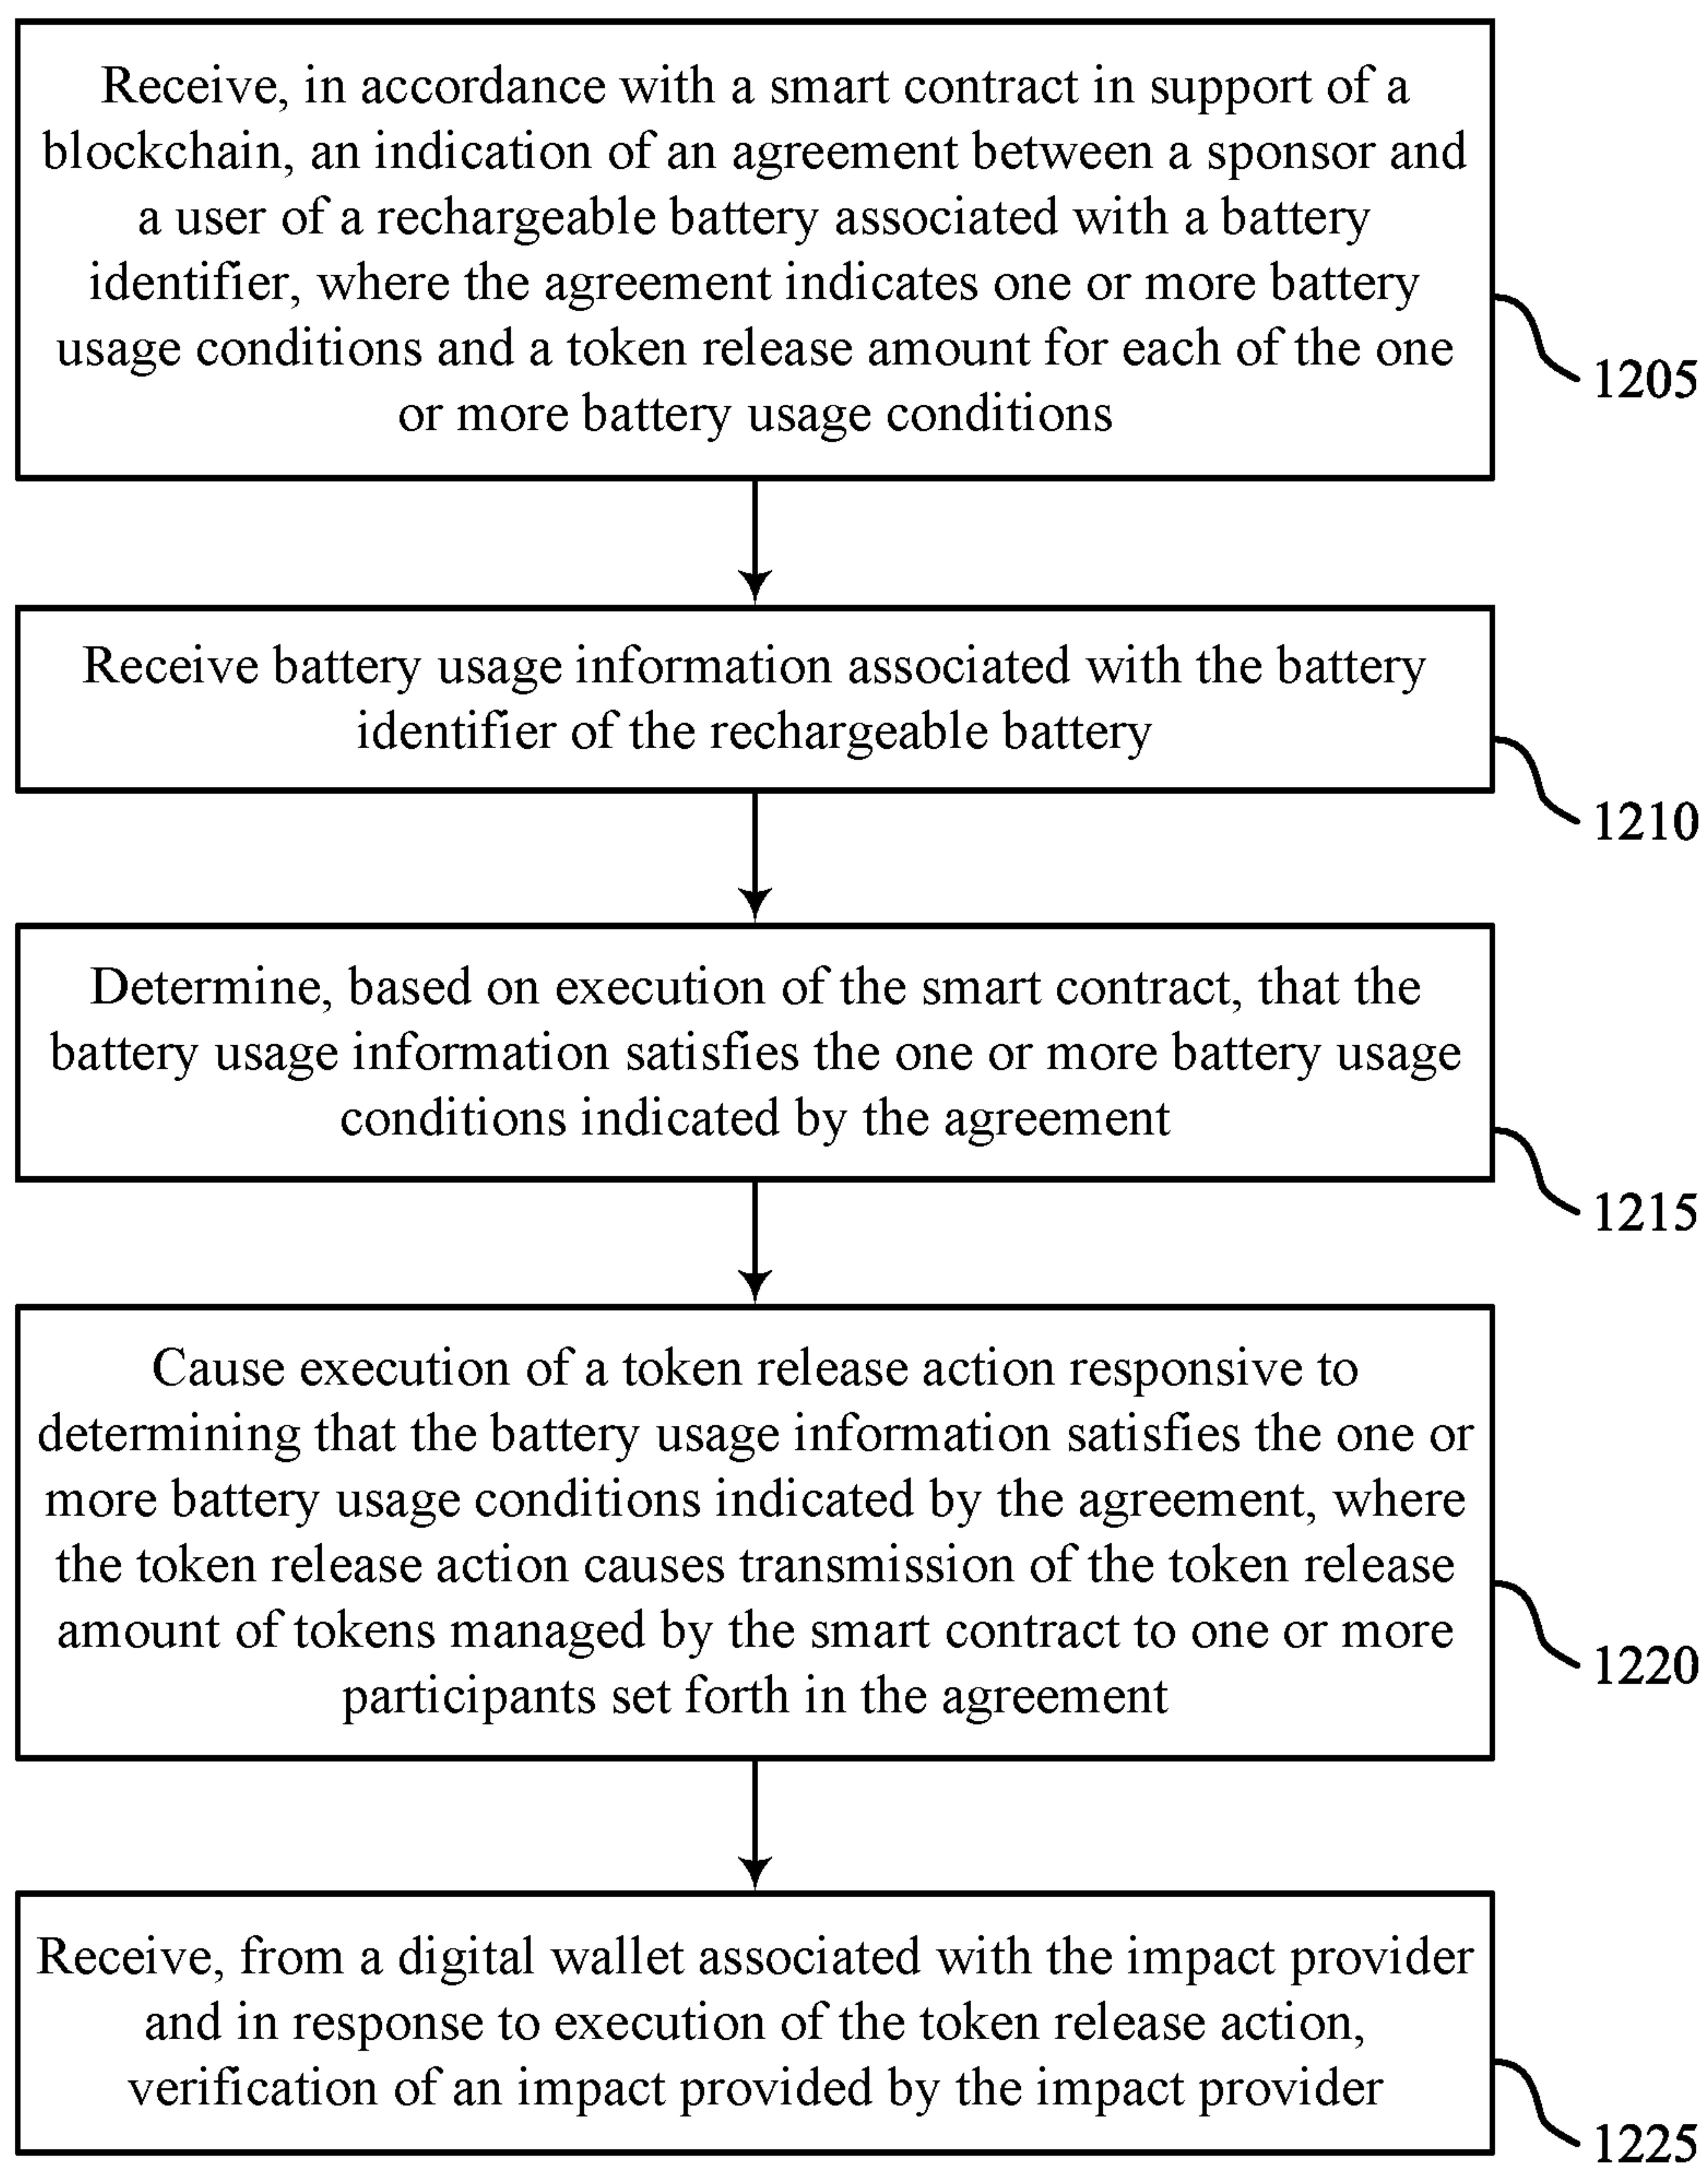 Receive, in accordance with a smart contract in support of a
blockchain, an indication of an agreement between a sponsor and
a user of a rechargeable battery associated with a battery
identifier, where the agreement indicates one or more battery
usage conditions and a token release amount for each of the one
or more battery usage conditions
1205
Receive battery usage information associated with the battery
identifier of the rechargeable battery
1210
Determine, based on execution of the smart contract, that the
battery usage information satisfies the one or more battery usage
conditions indicated by the agreement
1215
Cause execution of a token release action responsive to
determining that the battery usage information satisfies the one or
more battery usage conditions indicated by the agreement, where
the token release action causes transmission of the token release
amount of tokens managed by the smart contract to one or more
participants set forth in the agreement
1220
Receive, from a digital wallet associated with the impact provider
and in response to execution of the token release action,
verification of an impact provided by the impact provider
1225